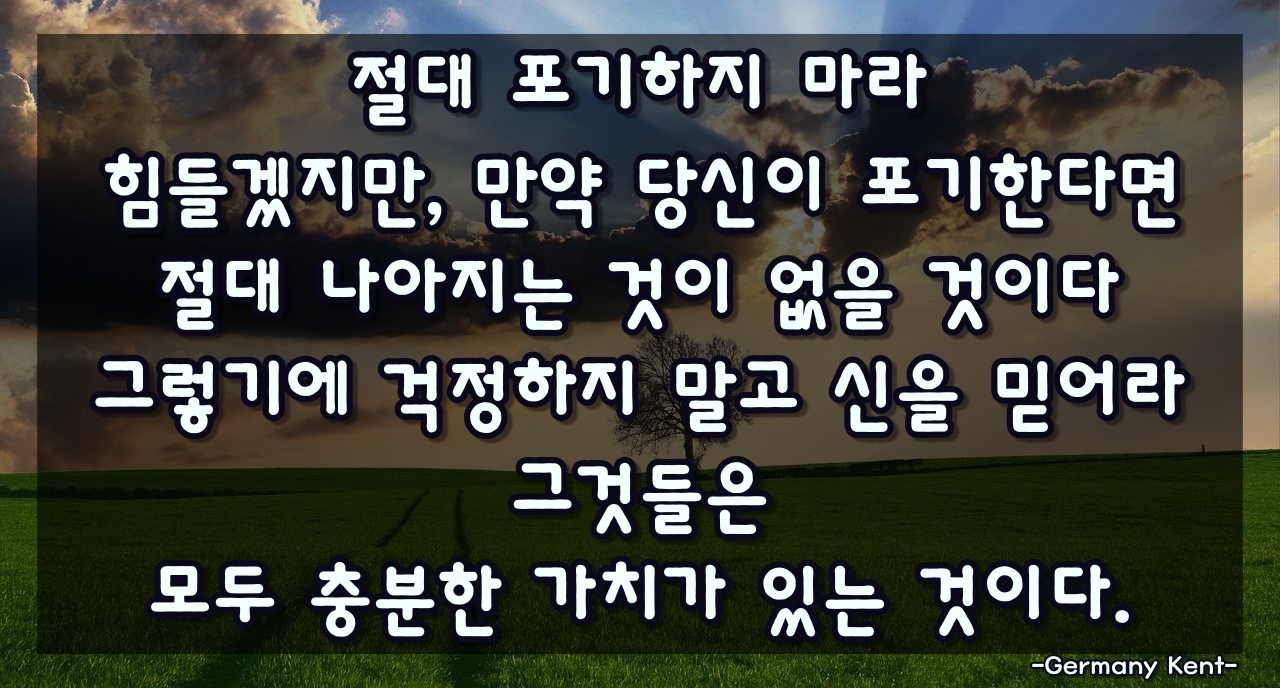 절대 포기하지 마라
힘들겠지만, 만약 당신이 포기한다면
절대 나아지는 것이 없을 것이다
그렇기에 걱정하지 말고 신을 믿어라
그것들은
모두 충분한 가치가 있는 것이다.
-Germany Kent-